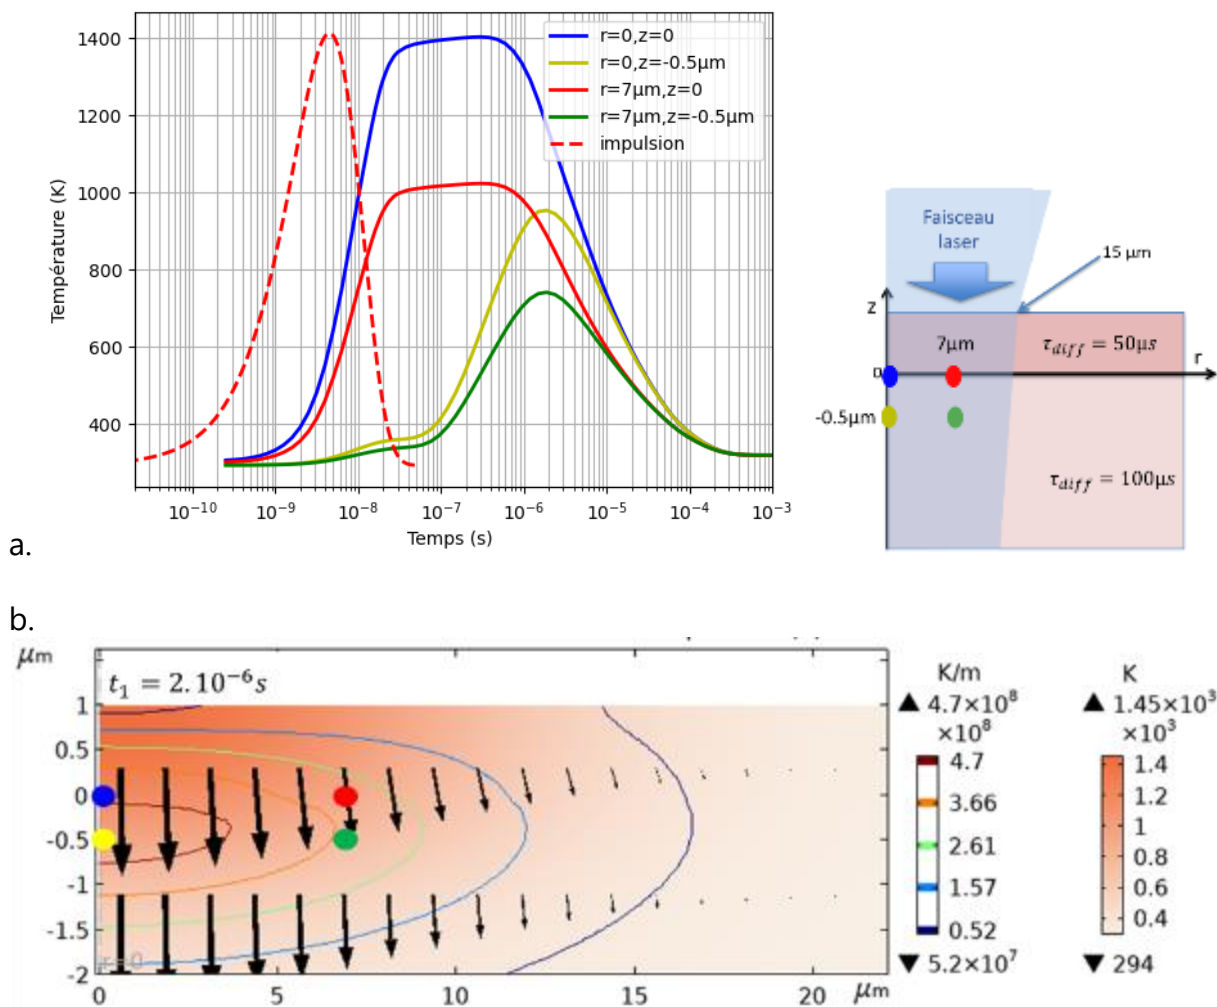 1400
1200
1000
800
600
400
Température (K)
10⁻¹⁰
10⁻⁹
10⁻⁸
10⁻⁷
10⁻⁶
10⁻⁵
10⁻⁴
10⁻³
Temps (s)
r=0,z=0
r=0,z=-0.5μm
r=7μm,z=0
r=7μm,z=-0.5μm
impulsion
Faisceau
laser
15 μm
z
7μm
τ_diff = 50μs
r
0
-0.5μm
τ_diff = 100μs
a.
b.
μm
t₁ = 2.10⁻⁶s
1
0.5
0
-0.5
-1
-1.5
-2
r=0
0
5
10
15
20
μm
K/m
▲ 4.7×10⁸
×10⁸
4.7
3.66
2.61
1.57
0.52
▼ 5.2×10⁷
K
▲ 1.45×10³
×10³
1.4
1.2
1
0.8
0.6
0.4
▼ 294